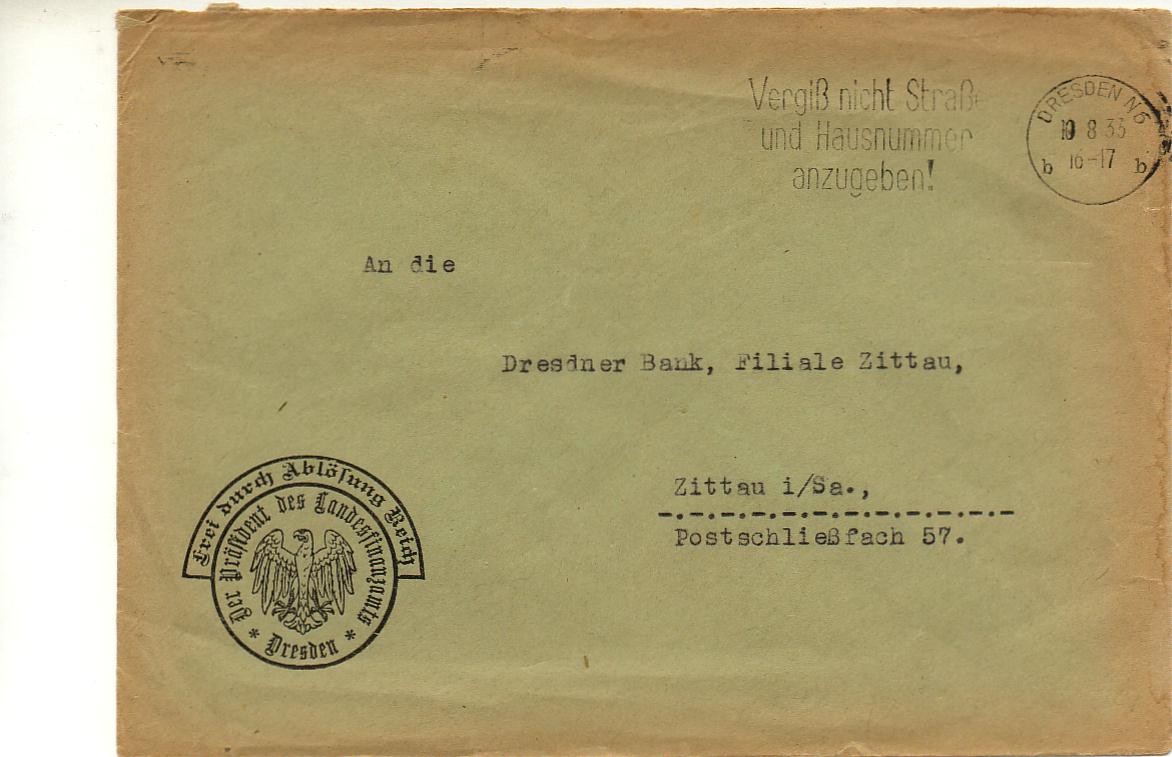 Vergiß nicht Straße
und Hausnummer
anzugeben!
DRESDEN N6
10 8 33
b 16-17 b
An die
Dresdner Bank, Filiale Zittau,
Zittau i/Sa.,
Postschließfach 57.
Frei durch Ablösung Reich
Der Präsident des Landesfinanzamts
* Dresden *